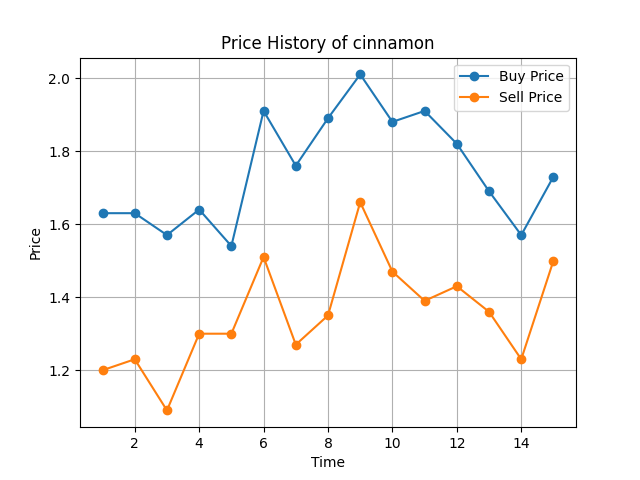 Price History of cinnamon
Buy Price
Sell Price
2.0
1.8
1.6
1.4
1.2
Price
2 4 6 8 10 12 14
Time